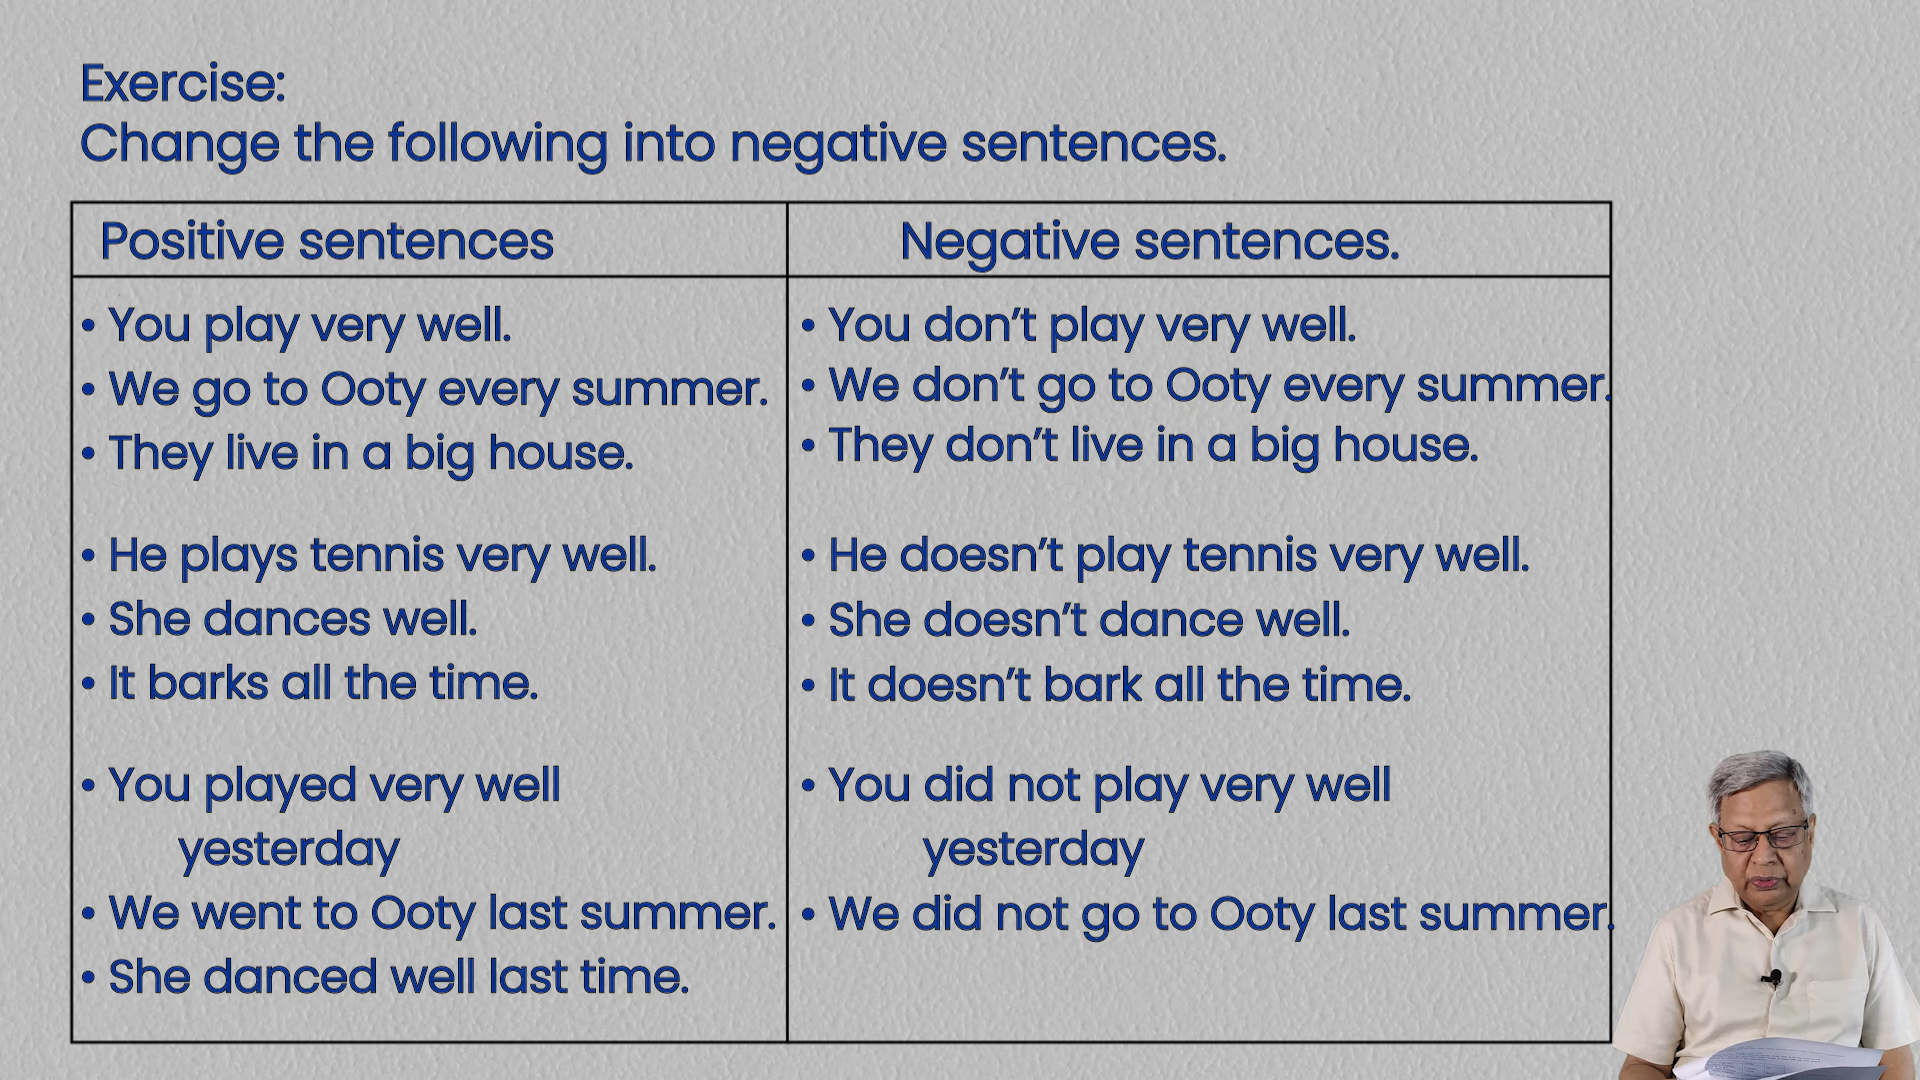 Exercise:
Change the following into negative sentences.
Positive sentences
Negative sentences.
• You play very well.
• We go to Ooty every summer.
• They live in a big house.
• He plays tennis very well.
• She dances well.
• It barks all the time.
• You played very well
yesterday
• We went to Ooty last summer.
• She danced well last time.
• You don't play very well.
• We don't go to Ooty every summer.
• They don't live in a big house.
• He doesn't play tennis very well.
• She doesn't dance well.
• It doesn't bark all the time.
• You did not play very well
yesterday
• We did not go to Ooty last summer.